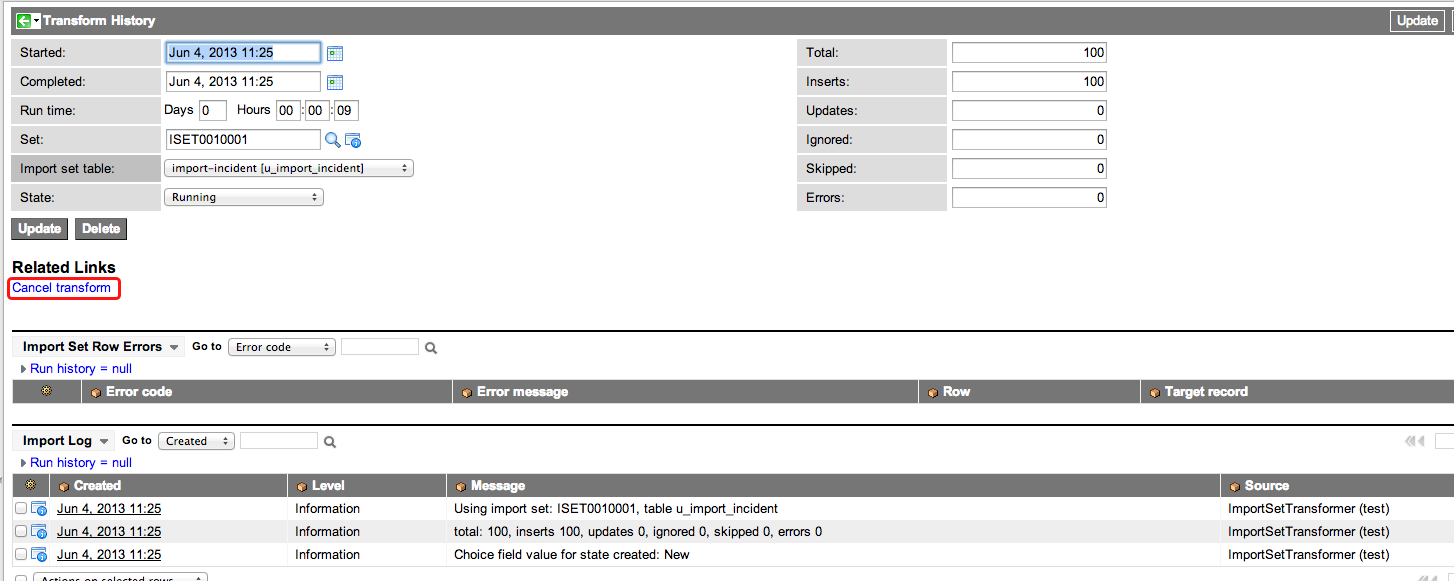 Transform History Update
Started: Jun 4, 2013 11:25 Total: 100
Completed: Jun 4, 2013 11:25 Inserts: 100
Run time: Days 0 Hours 00 : 00 : 09 Updates: 0
Set: ISET0010001 Ignored: 0
Import set table: import-incident [u_import_incident] Skipped: 0
State: Running Errors: 0
Update Delete
Related Links
Cancel transform
Import Set Row Errors Go to Error code
Run history = null
Error code Error message Row Target record
Import Log Go to Created
Run history = null
Created Level Message Source
Jun 4, 2013 11:25 Information Using import set: ISET0010001, table u_import_incident ImportSetTransformer (test)
Jun 4, 2013 11:25 Information total: 100, inserts 100, updates 0, ignored 0, skipped 0, errors 0 ImportSetTransformer (test)
Jun 4, 2013 11:25 Information Choice field value for state created: New ImportSetTransformer (test)
Actions on selected rows...